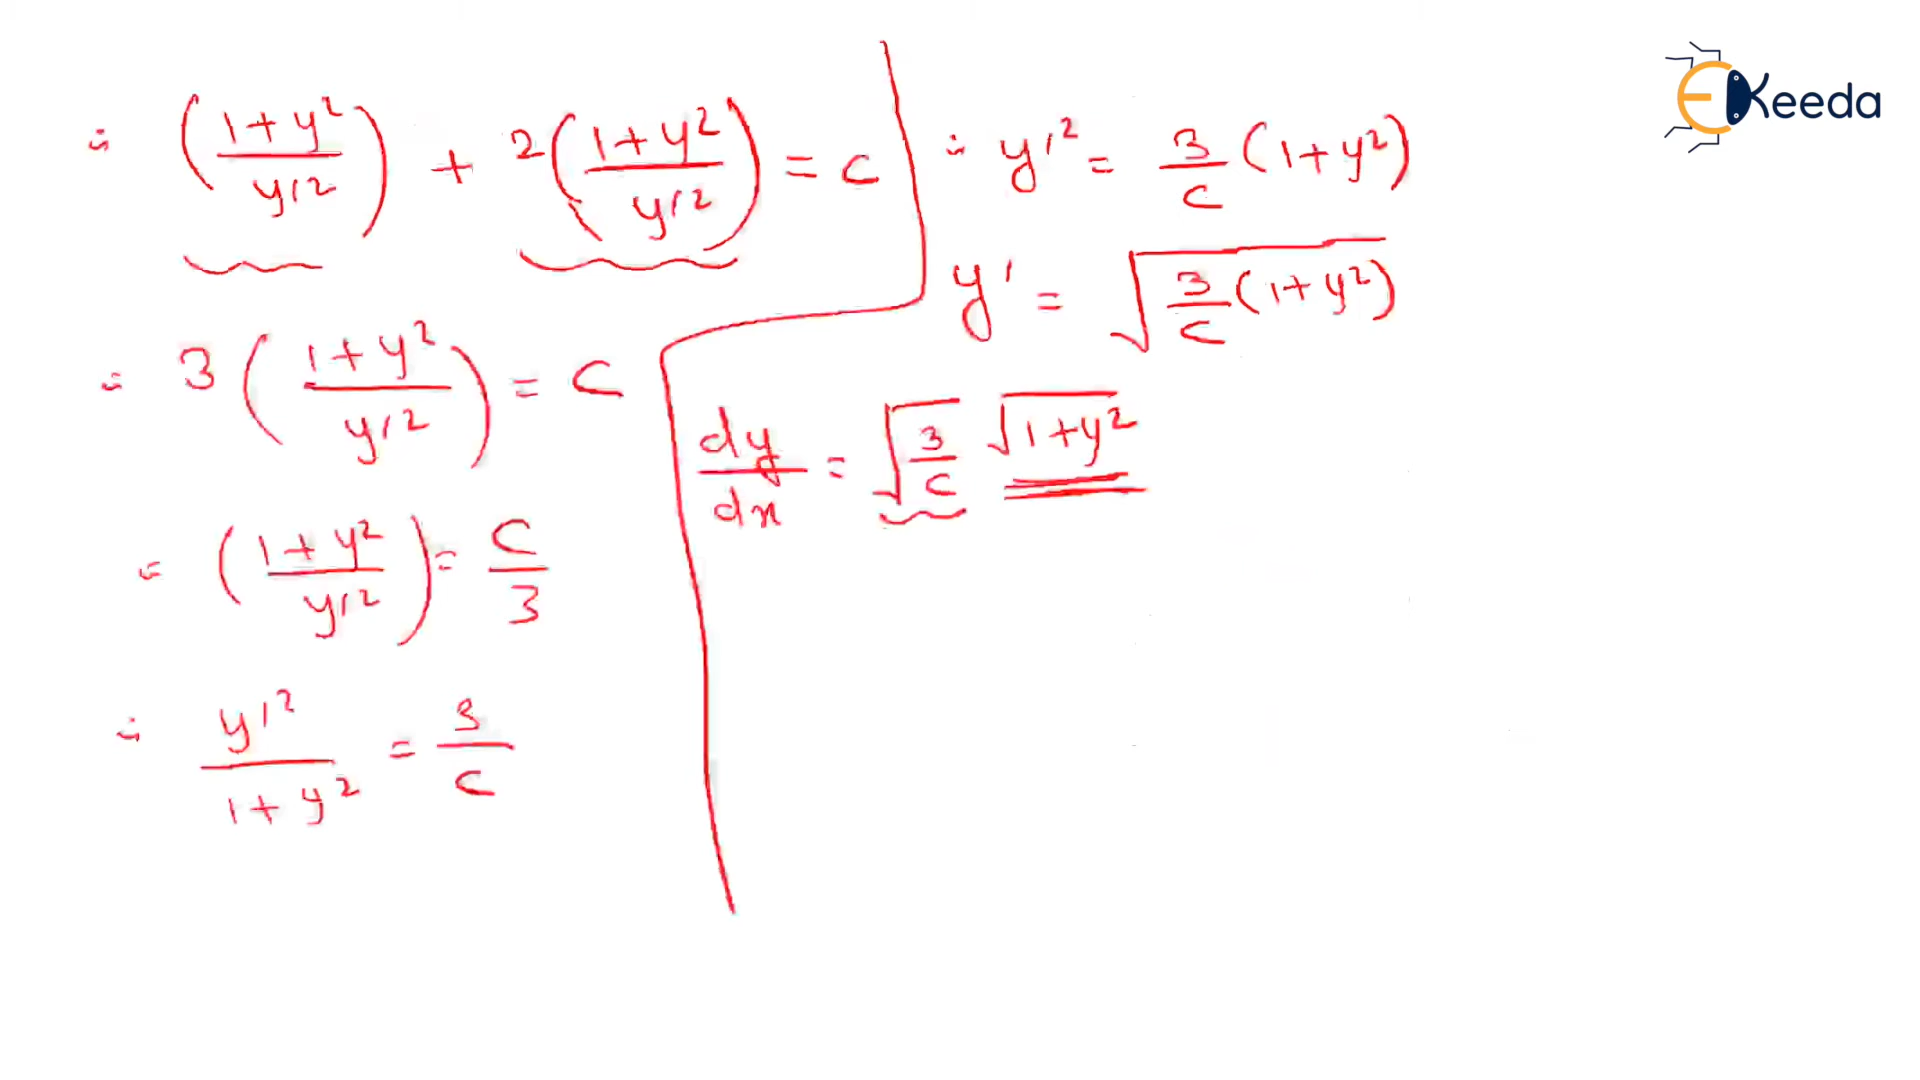 ∴ (1+y²/y'²) + 2(1+y²/y'²) = c
∴ 3(1+y²/y'²) = c
∴ (1+y²/y'²) = c/3
∴ y'²/1+y² = 3/c
∴ y'² = 3/c (1+y²)
y' = √(3/c (1+y²))
dy/dx = √(3/c) √(1+y²)
EKeeda